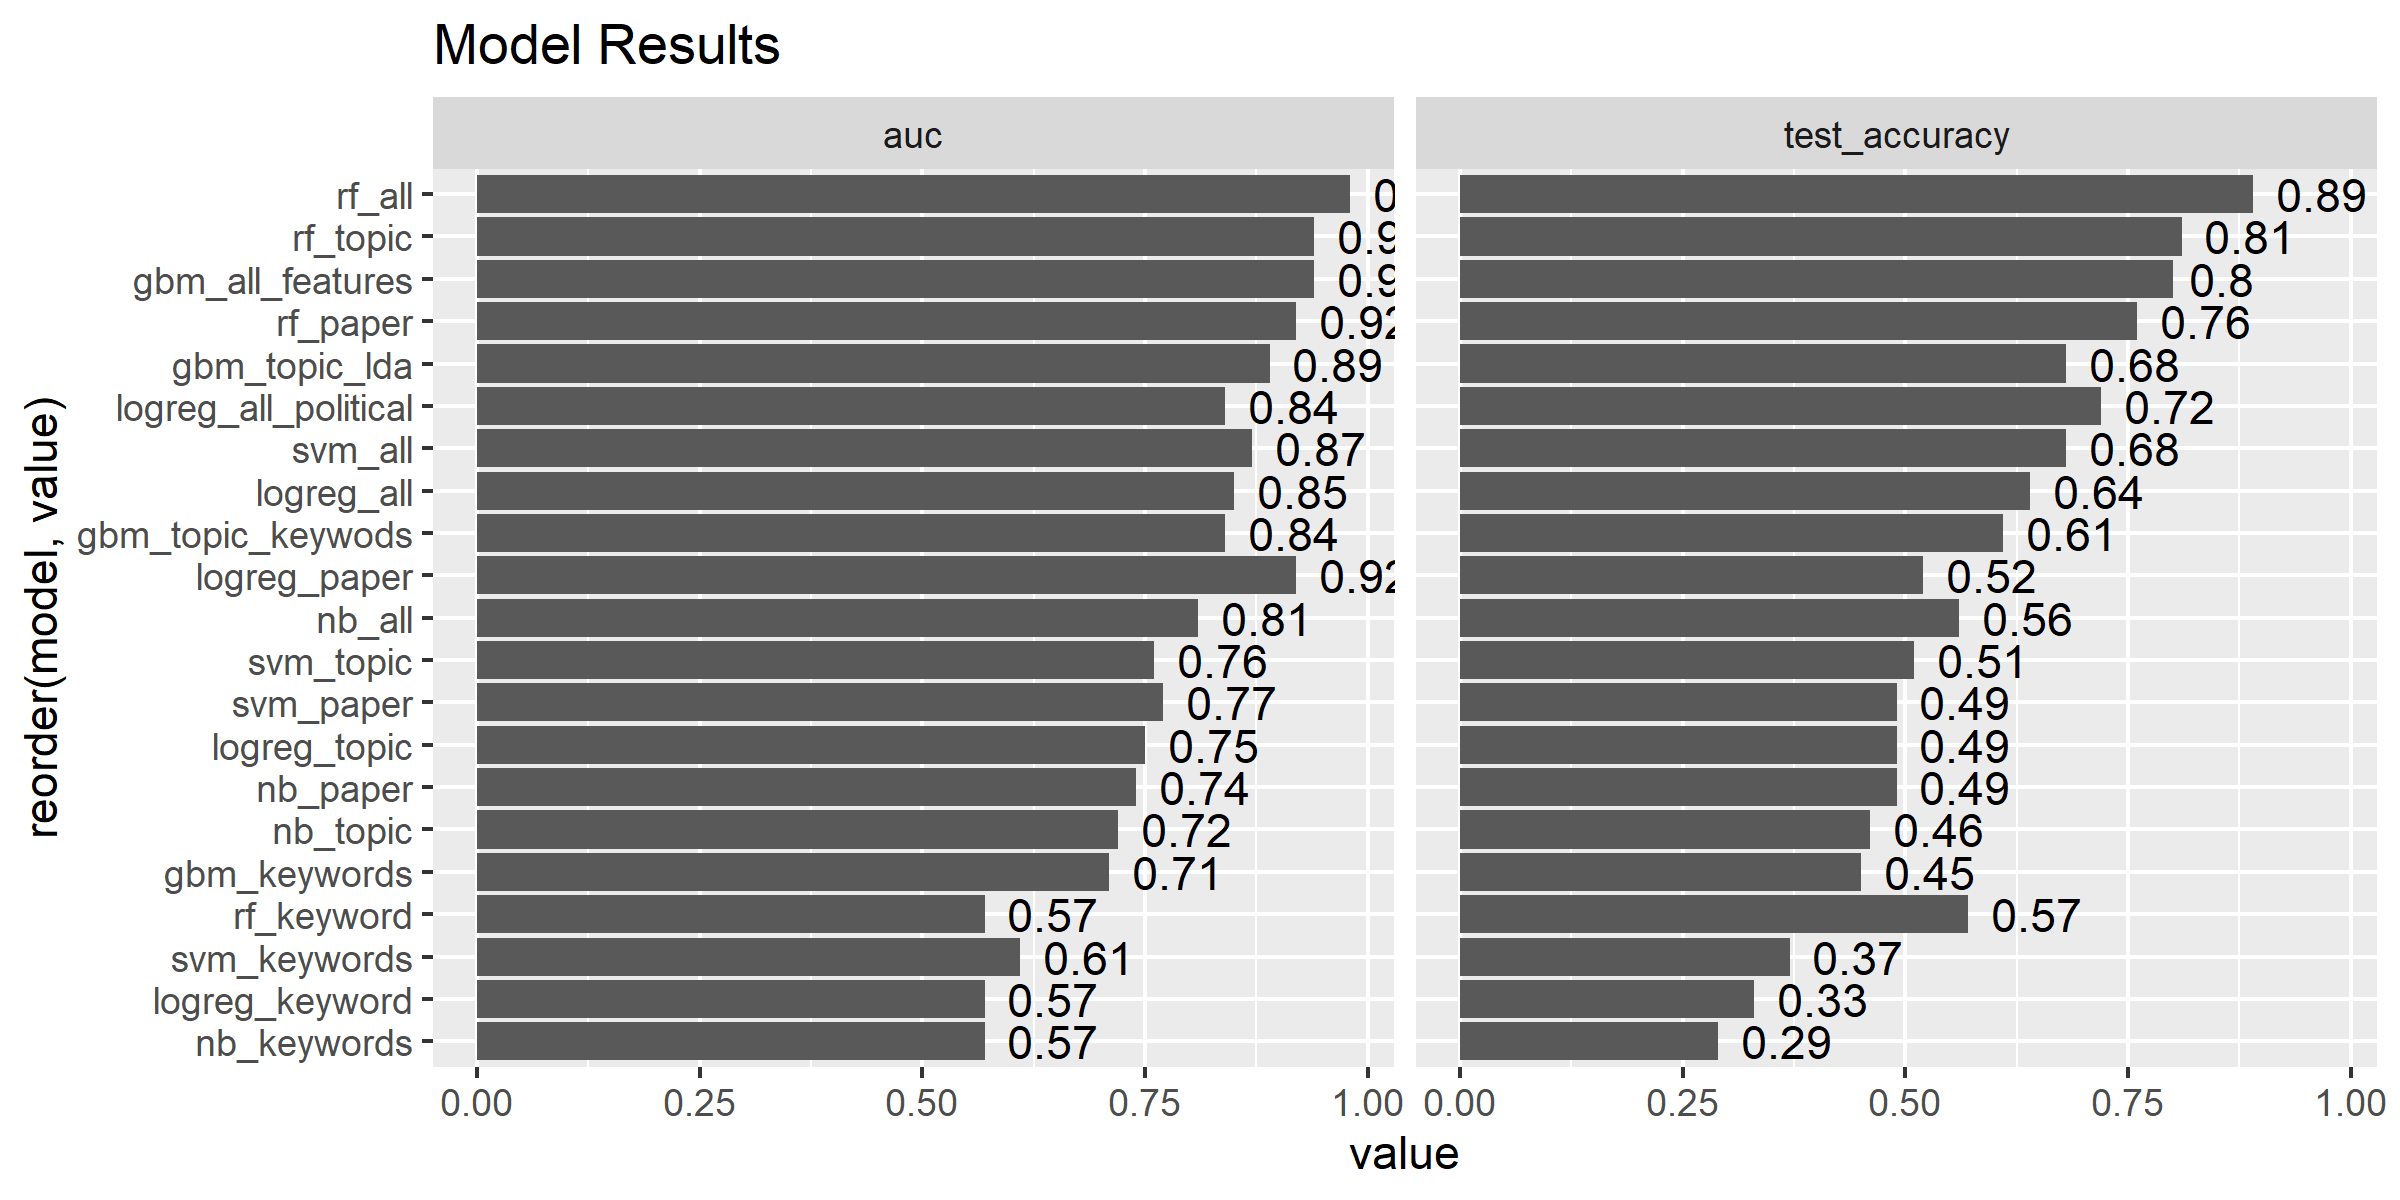 Model Results
auc
test_accuracy
reorder(model, value)
rf_all 0.89
rf_topic 0.81
gbm_all_features 0.8
rf_paper 0.92 0.76
gbm_topic_lda 0.89 0.68
logreg_all_political 0.84 0.72
svm_all 0.87 0.68
logreg_all 0.85 0.64
gbm_topic_keywods 0.84 0.61
logreg_paper 0.92 0.52
nb_all 0.81 0.56
svm_topic 0.76 0.51
svm_paper 0.77 0.49
logreg_topic 0.75 0.49
nb_paper 0.74 0.49
nb_topic 0.72 0.46
gbm_keywords 0.71 0.45
rf_keyword 0.57 0.57
svm_keywords 0.61 0.37
logreg_keyword 0.57 0.33
nb_keywords 0.57 0.29
0.00 0.25 0.50 0.75 1.00 0.00 0.25 0.50 0.75 1.00
value